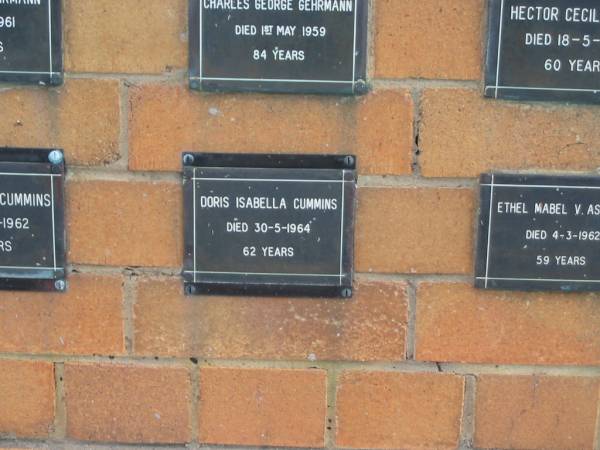 1961
CHARLES GEORGE GEHRMANN
DIED 1ST MAY 1959
84 YEARS
HECTOR CECIL
DIED 18-5-
60 YEAR
CUMMINS
-1962
DORIS ISABELLA CUMMINS
DIED 30-5-1964
62 YEARS
ETHEL MABEL V.
DIED 4-3-1962
59 YEARS